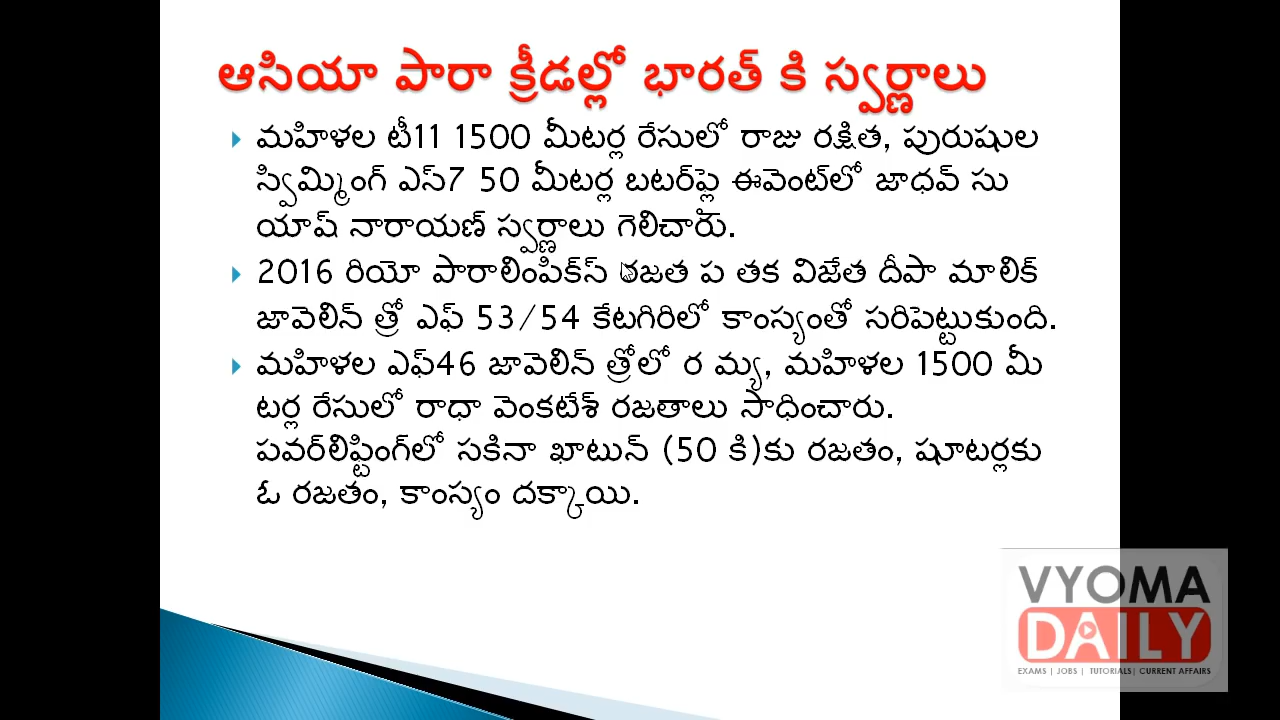 ఆసియా పారా క్రీడల్లో భారత్ కి స్వర్ణాలు
మహిళల టీ11 1500 మీటర్ల రేసులో రాజు రక్షిత, పురుషుల
స్విమ్మింగ్ ఎస్7 50 మీటర్ల బటర్‌ఫ్లై ఈవెంట్‌లో జాధవ్ సు
యాష్ నారాయణ్ స్వర్ణాలు గెలిచారు.
2016 రియో పారాలింపిక్స్ రజత ప తక విజేత దీపా మాలిక్
జావెలిన్ త్రో ఎఫ్ 53/54 కేటగిరిలో కాంస్యంతో సరిపెట్టుకుంది.
మహిళల ఎఫ్46 జావెలిన్ త్రోలో ర మ్య, మహిళల 1500 మీ
టర్ల రేసులో రాధా వెంకటేశ్ రజతాలు సాధించారు.
పవర్‌లిఫ్టింగ్‌లో సకినా ఖాటున్ (50 కి)కు రజతం, షూటర్లకు
ఓ రజతం, కాంస్యం దక్కాయి.
VYOMA
DAILY
EXAMS | JOBS | TUTORIALS| CURRENT AFFAIRS